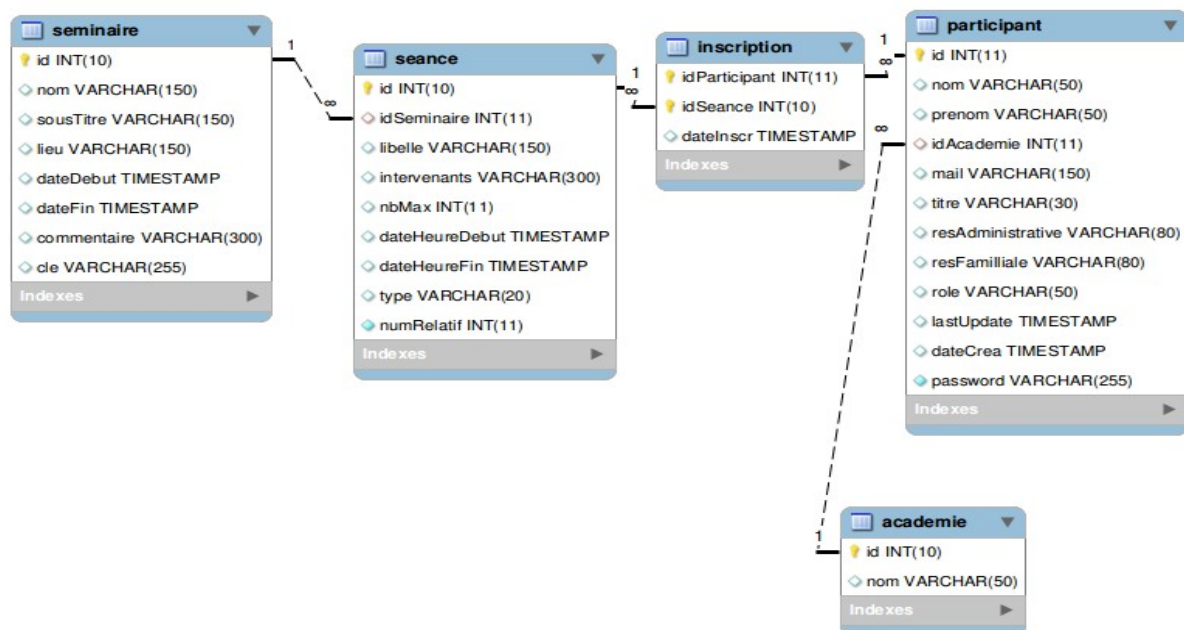 seminaire
id INT(10)
nom VARCHAR(150)
sousTitre VARCHAR(150)
lieu VARCHAR(150)
dateDebut TIMESTAMP
dateFin TIMESTAMP
commentaire VARCHAR(300)
cle VARCHAR(255)
Indexes
1
∞
seance
id INT(10)
idSeminaire INT(11)
libelle VARCHAR(150)
intervenants VARCHAR(300)
nbMax INT(11)
dateHeureDebut TIMESTAMP
dateHeureFin TIMESTAMP
type VARCHAR(20)
numRelatif INT(11)
Indexes
1
∞
inscription
idParticipant INT(11)
idSeance INT(10)
dateInscr TIMESTAMP
Indexes
1
∞
participant
id INT(11)
nom VARCHAR(50)
prenom VARCHAR(50)
idAcademie INT(11)
mail VARCHAR(150)
titre VARCHAR(30)
resAdministrative VARCHAR(80)
resFamilliale VARCHAR(80)
role VARCHAR(50)
lastUpdate TIMESTAMP
dateCrea TIMESTAMP
password VARCHAR(255)
Indexes
∞
1
academie
id INT(10)
nom VARCHAR(50)
Indexes